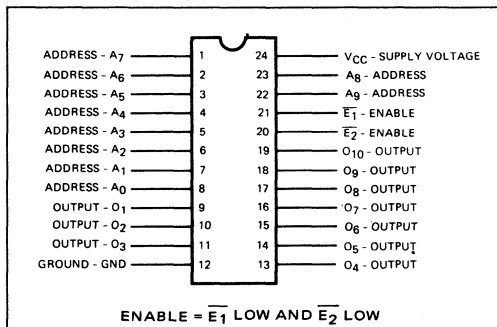 ADDRESS - A7 1 24 VCC - SUPPLY VOLTAGE
ADDRESS - A6 2 23 A8 - ADDRESS
ADDRESS - A5 3 22 A9 - ADDRESS
ADDRESS - A4 4 21 E1 - ENABLE
ADDRESS - A3 5 20 E2 - ENABLE
ADDRESS - A2 6 19 O10 - OUTPUT
ADDRESS - A1 7 18 O9 - OUTPUT
ADDRESS - A0 8 17 O8 - OUTPUT
OUTPUT - O1 9 16 O7 - OUTPUT
OUTPUT - O2 10 15 O6 - OUTPUT
OUTPUT - O3 11 14 O5 - OUTPUT
GROUND - GND 12 13 O4 - OUTPUT
ENABLE = E1 LOW AND E2 LOW